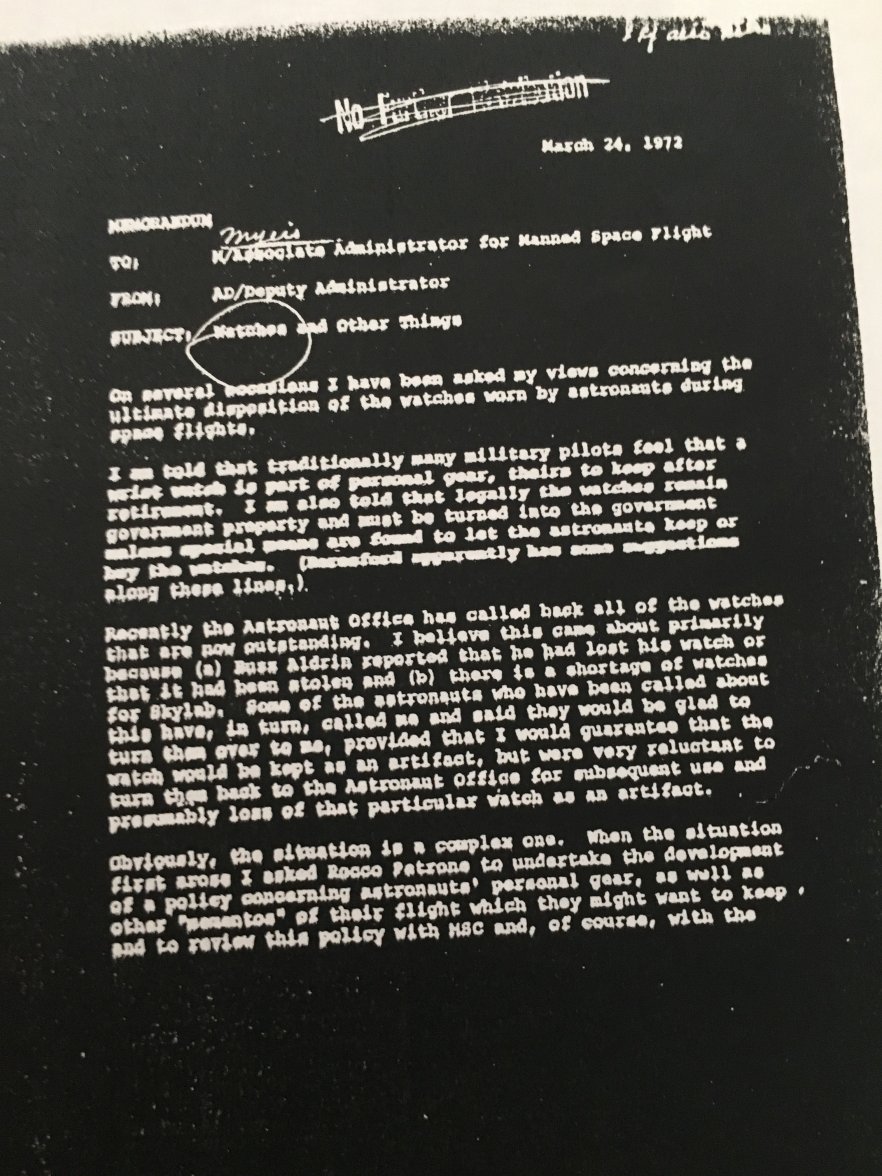 No Further Distribution
March 24, 1972
MEMORANDUM
Myers
TO: M/Associate Administrator for Manned Space Flight
FROM: AD/Deputy Administrator
SUBJECT: Watches and Other Things
On several occasions I have been asked my views concerning the
ultimate disposition of the watches worn by astronauts during
space flights.
I am told that traditionally many military pilots feel that a
wrist watch is part of personal gear, theirs to keep after
retirement. I am also told that legally the watches remain
government property and must be turned into the government
unless special means are found to let the astronauts keep or
buy the watches. (Beresford apparently has some suggestions
along these lines.)
Recently the Astronaut Office has called back all of the watches
that are now outstanding. I believe this came about primarily
because (a) Buzz Aldrin reported that he had lost his watch or
that it had been stolen and (b) there is a shortage of watches
for Skylab. Some of the astronauts who have been called about
this have, in turn, called me and said they would be glad to
turn them over to me, provided that I would guarantee that the
watch would be kept as an artifact, but were very reluctant to
turn them back to the Astronaut Office for subsequent use and
presumably loss of that particular watch as an artifact.
Obviously, the situation is a complex one. When the situation
first arose I asked Rocco Petrone to undertake the development
of a policy concerning astronauts' personal gear, as well as
other "mementos" of their flight which they might want to keep,
and to review this policy with MSC and, of course, with the